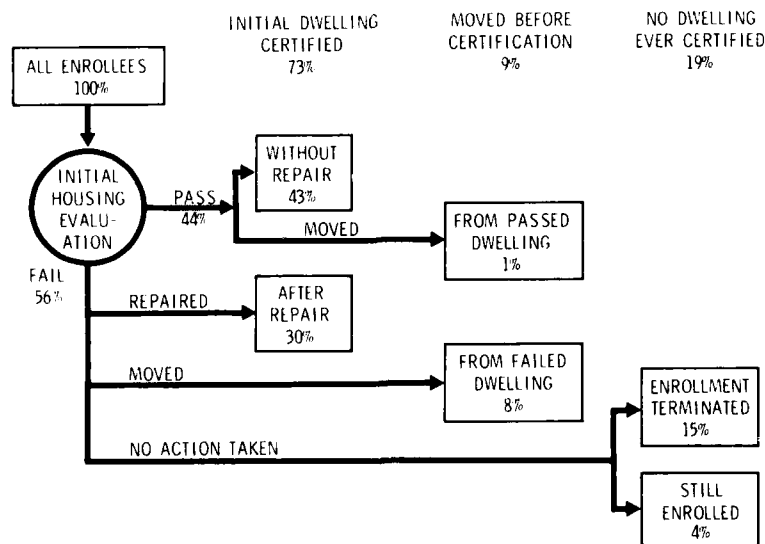 INITIAL DWELLING
CERTIFIED
73%
MOVED BEFORE
CERTIFICATION
9%
NO DWELLING
EVER CERTIFIED
19%
ALL ENROLLEES
100%
INITIAL
HOUSING
EVALU-
ATION
PASS
44%
WITHOUT
REPAIR
43%
MOVED
FROM PASSED
DWELLING
1%
FAIL
56%
REPAIRED
AFTER
REPAIR
30%
MOVED
FROM FAILED
DWELLING
8%
NO ACTION TAKEN
ENROLLMENT
TERMINATED
15%
STILL
ENROLLED
4%